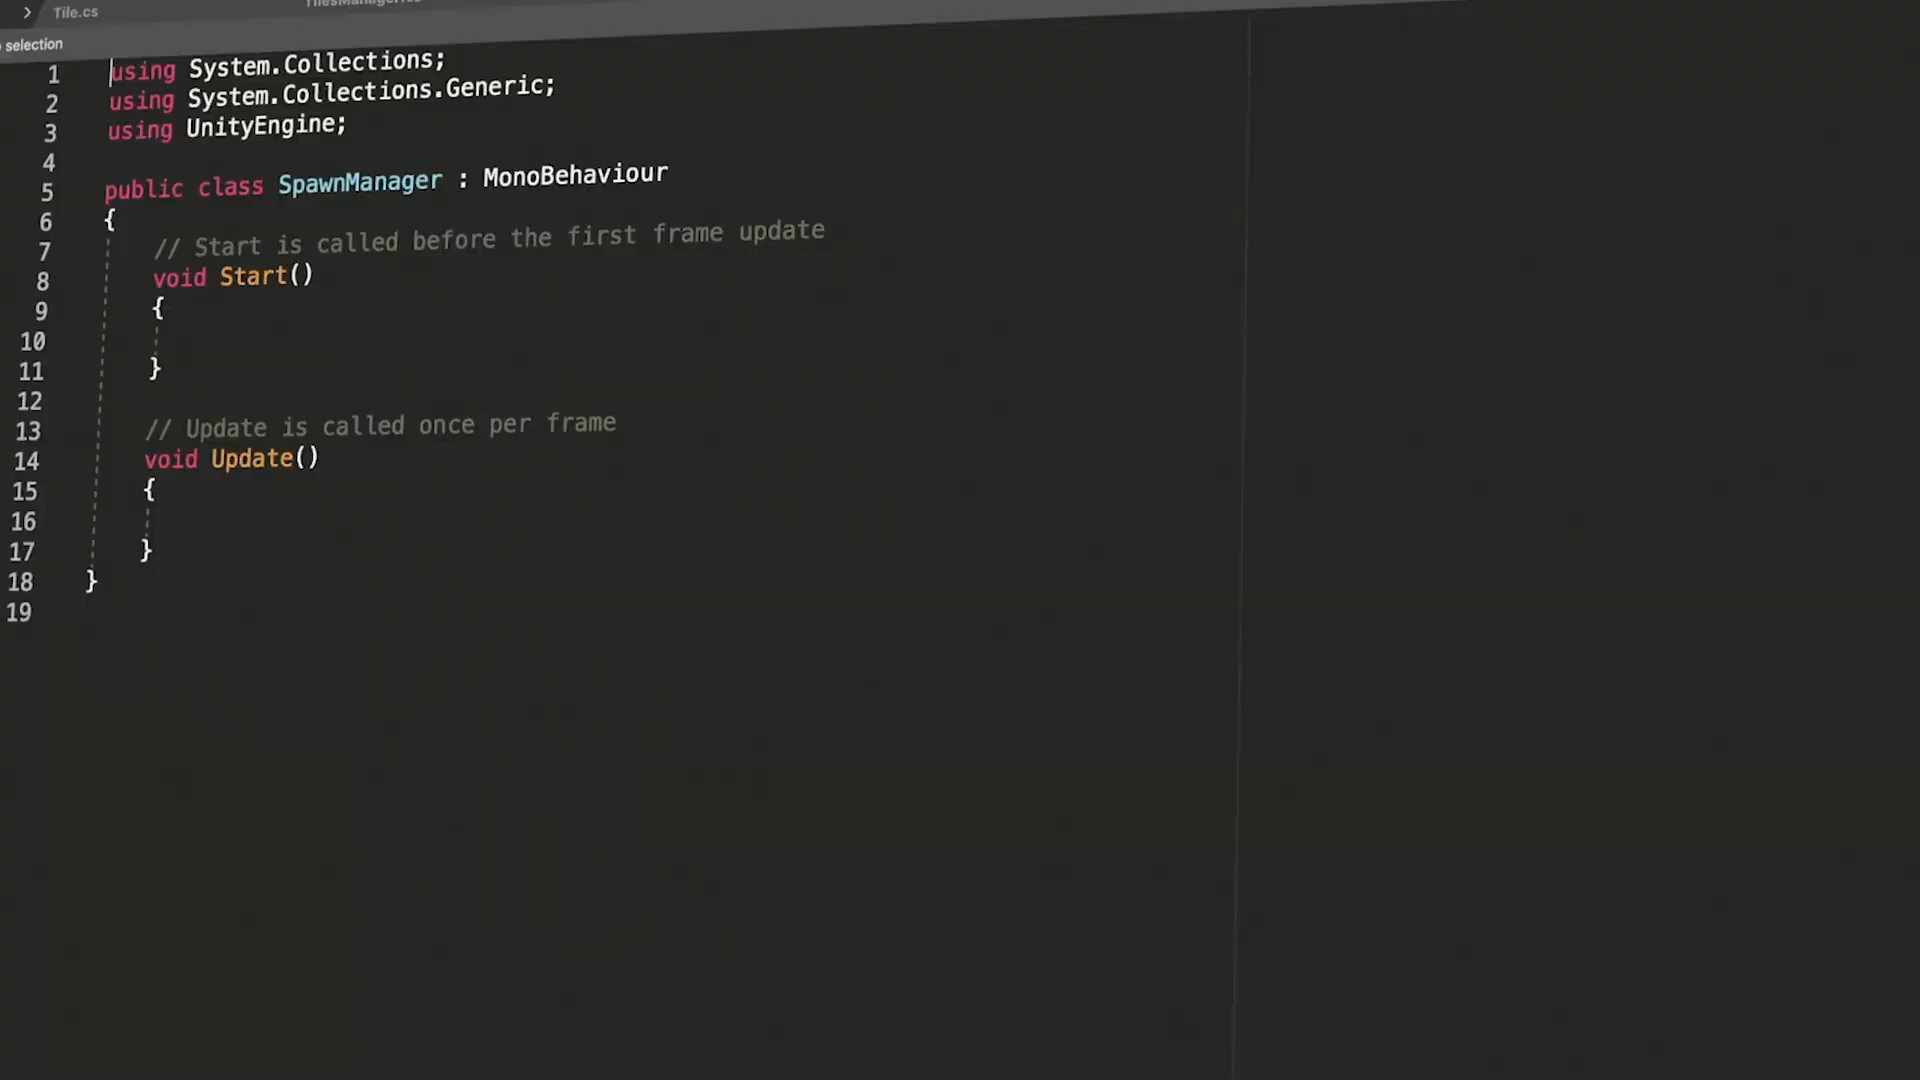 Tile.cs
selection
1 using System.Collections;
2 using System.Collections.Generic;
3 using UnityEngine;
4
5 public class SpawnManager : MonoBehaviour
6 {
7 // Start is called before the first frame update
8 void Start()
9 {
10
11 }
12
13 // Update is called once per frame
14 void Update()
15 {
16
17 }
18 }
19